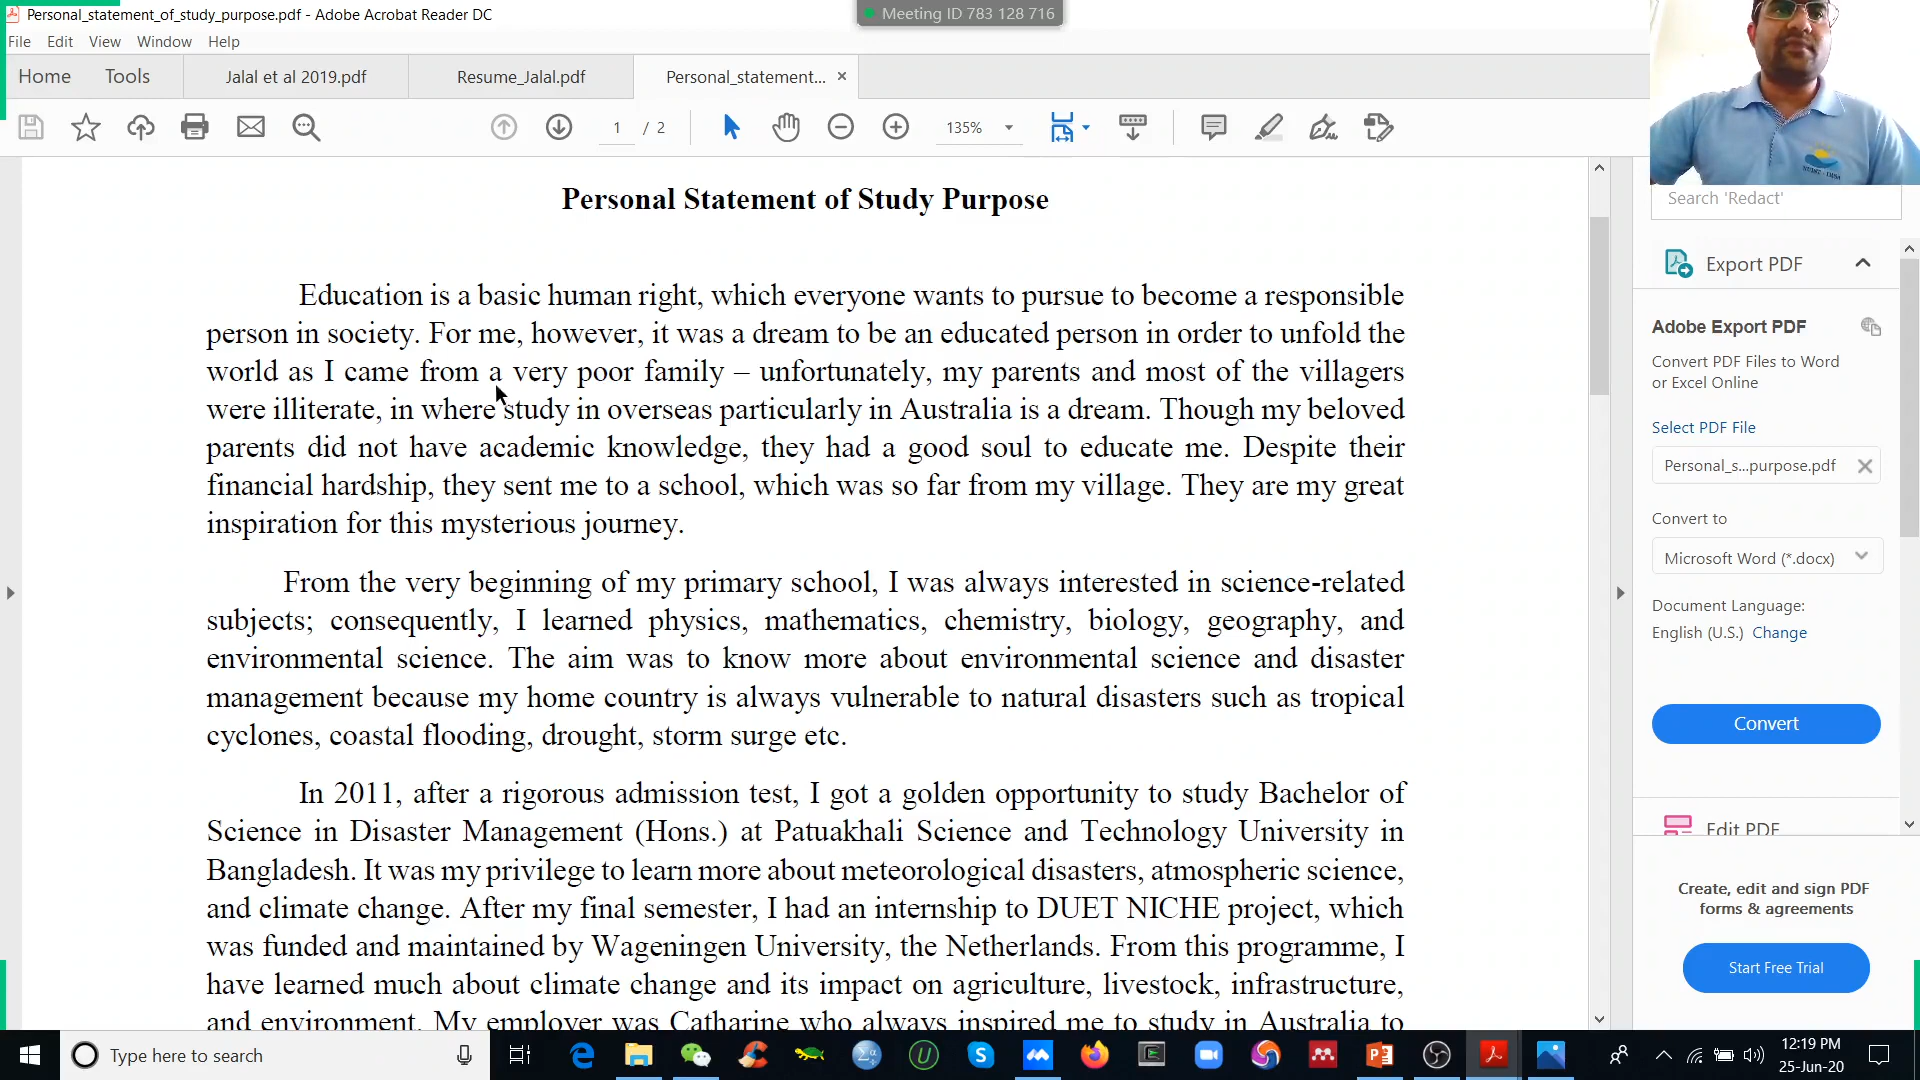 Personal_statement_of_study_purpose.pdf - Adobe Acrobat Reader DC
Meeting ID 783 128 716
File Edit View Window Help
Home Tools Jalal et al 2019.pdf Resume_Jalal.pdf Personal_statement... ×
1 / 2 135%
Personal Statement of Study Purpose
Education is a basic human right, which everyone wants to pursue to become a responsible
person in society. For me, however, it was a dream to be an educated person in order to unfold the
world as I came from a very poor family – unfortunately, my parents and most of the villagers
were illiterate, in where study in overseas particularly in Australia is a dream. Though my beloved
parents did not have academic knowledge, they had a good soul to educate me. Despite their
financial hardship, they sent me to a school, which was so far from my village. They are my great
inspiration for this mysterious journey.
From the very beginning of my primary school, I was always interested in science-related
subjects; consequently, I learned physics, mathematics, chemistry, biology, geography, and
environmental science. The aim was to know more about environmental science and disaster
management because my home country is always vulnerable to natural disasters such as tropical
cyclones, coastal flooding, drought, storm surge etc.
In 2011, after a rigorous admission test, I got a golden opportunity to study Bachelor of
Science in Disaster Management (Hons.) at Patuakhali Science and Technology University in
Bangladesh. It was my privilege to learn more about meteorological disasters, atmospheric science,
and climate change. After my final semester, I had an internship to DUET NICHE project, which
was funded and maintained by Wageningen University, the Netherlands. From this programme, I
have learned much about climate change and its impact on agriculture, livestock, infrastructure,
and environment. My employer was Catharine who always inspired me to study in Australia to
Search 'Redact'
Export PDF
Adobe Export PDF
Convert PDF Files to Word
or Excel Online
Select PDF File
Personal_s...purpose.pdf
Convert to
Microsoft Word (*.docx)
Document Language:
English (U.S.) Change
Convert
Edit PDF
Create, edit and sign PDF
forms & agreements
Start Free Trial
Type here to search
12:19 PM
25-Jun-20